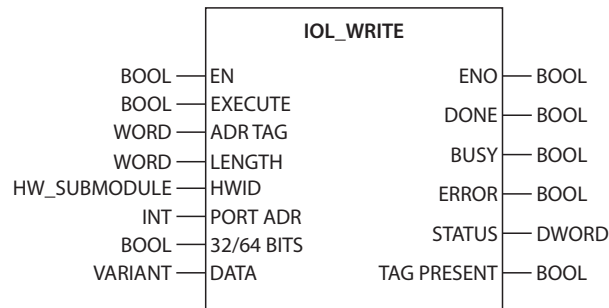 IOL_WRITE
BOOL EN ENO BOOL
BOOL EXECUTE DONE BOOL
WORD ADR TAG BUSY BOOL
WORD LENGTH ERROR BOOL
HW_SUBMODULE HWID STATUS DWORD
INT PORT ADR TAG PRESENT BOOL
BOOL 32/64 BITS
VARIANT DATA